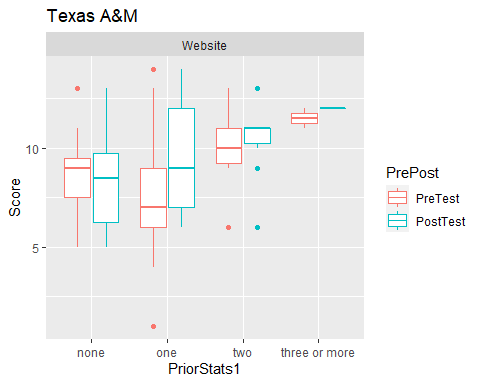 Texas A&M
Website
10
5
Score
none one two three or more
PriorStats1
PrePost
PreTest
PostTest